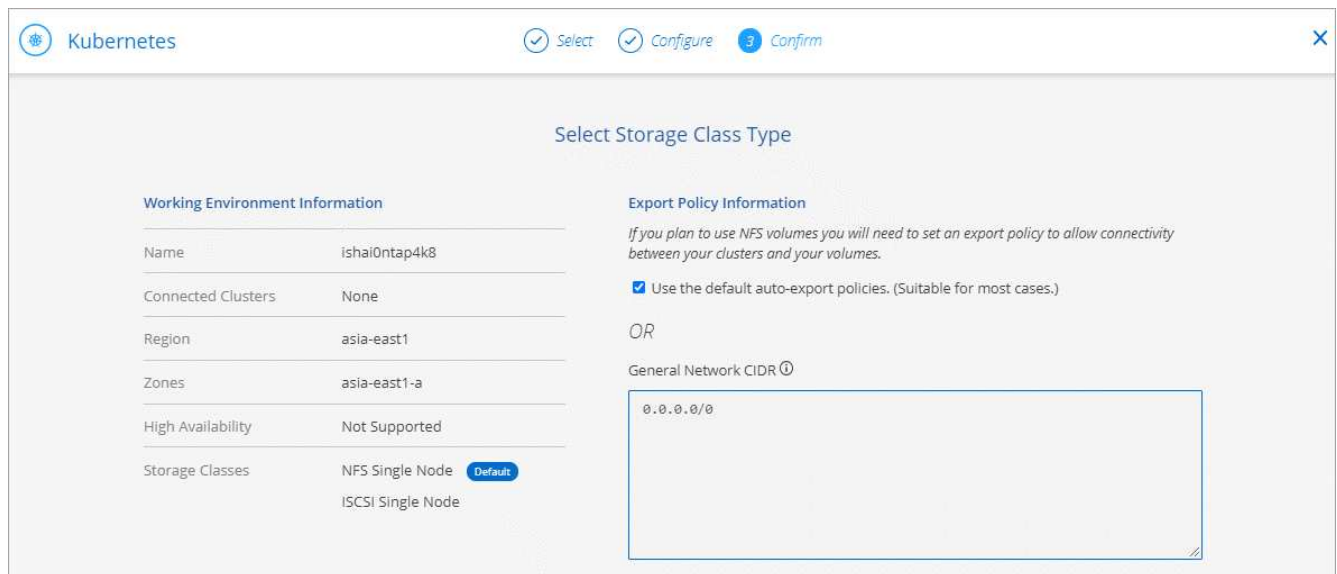 Kubernetes
Select
Configure
3 Confirm
Select Storage Class Type
Working Environment Information
Name ishai0ntap4k8
Connected Clusters None
Region asia-east1
Zones asia-east1-a
High Availability Not Supported
Storage Classes NFS Single Node Default
ISCSI Single Node
Export Policy Information
If you plan to use NFS volumes you will need to set an export policy to allow connectivity
between your clusters and your volumes.
Use the default auto-export policies. (Suitable for most cases.)
OR
General Network CIDR
0.0.0.0/0